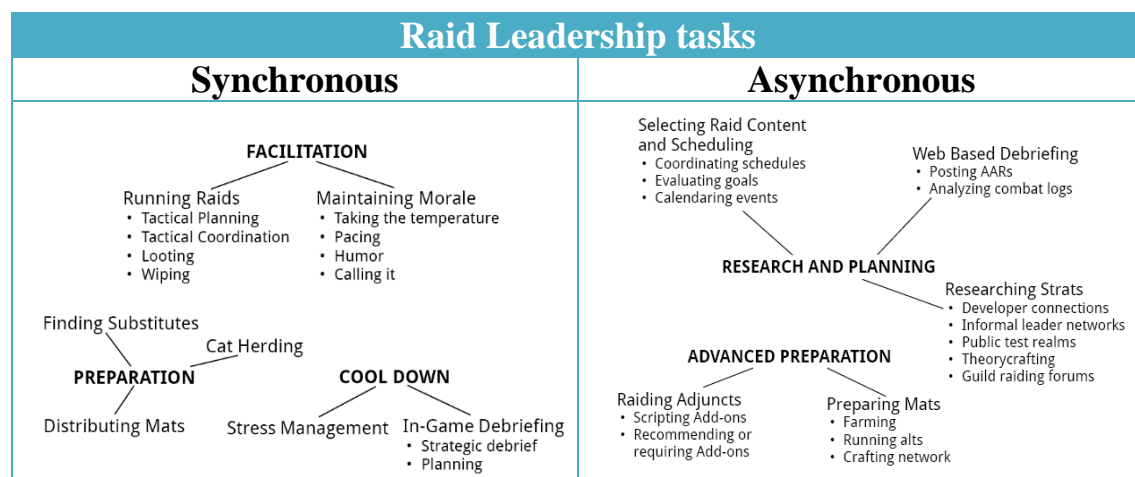 Raid Leadership tasks
Synchronous
Asynchronous
FACILITATION
Running Raids
• Tactical Planning
• Tactical Coordination
• Looting
• Wiping
Maintaining Morale
• Taking the temperature
• Pacing
• Humor
• Calling it
Finding Substitutes
Cat Herding
PREPARATION
Distributing Mats
COOL DOWN
Stress Management
In-Game Debriefing
• Strategic debrief
• Planning
Selecting Raid Content
and Scheduling
• Coordinating schedules
• Evaluating goals
• Calendaring events
Web Based Debriefing
• Posting AARs
• Analyzing combat logs
RESEARCH AND PLANNING
Researching Strats
• Developer connections
• Informal leader networks
• Public test realms
• Theorycrafting
• Guild raiding forums
ADVANCED PREPARATION
Raiding Adjuncts
• Scripting Add-ons
• Recommending or
requiring Add-ons
Preparing Mats
• Farming
• Running alts
• Crafting network